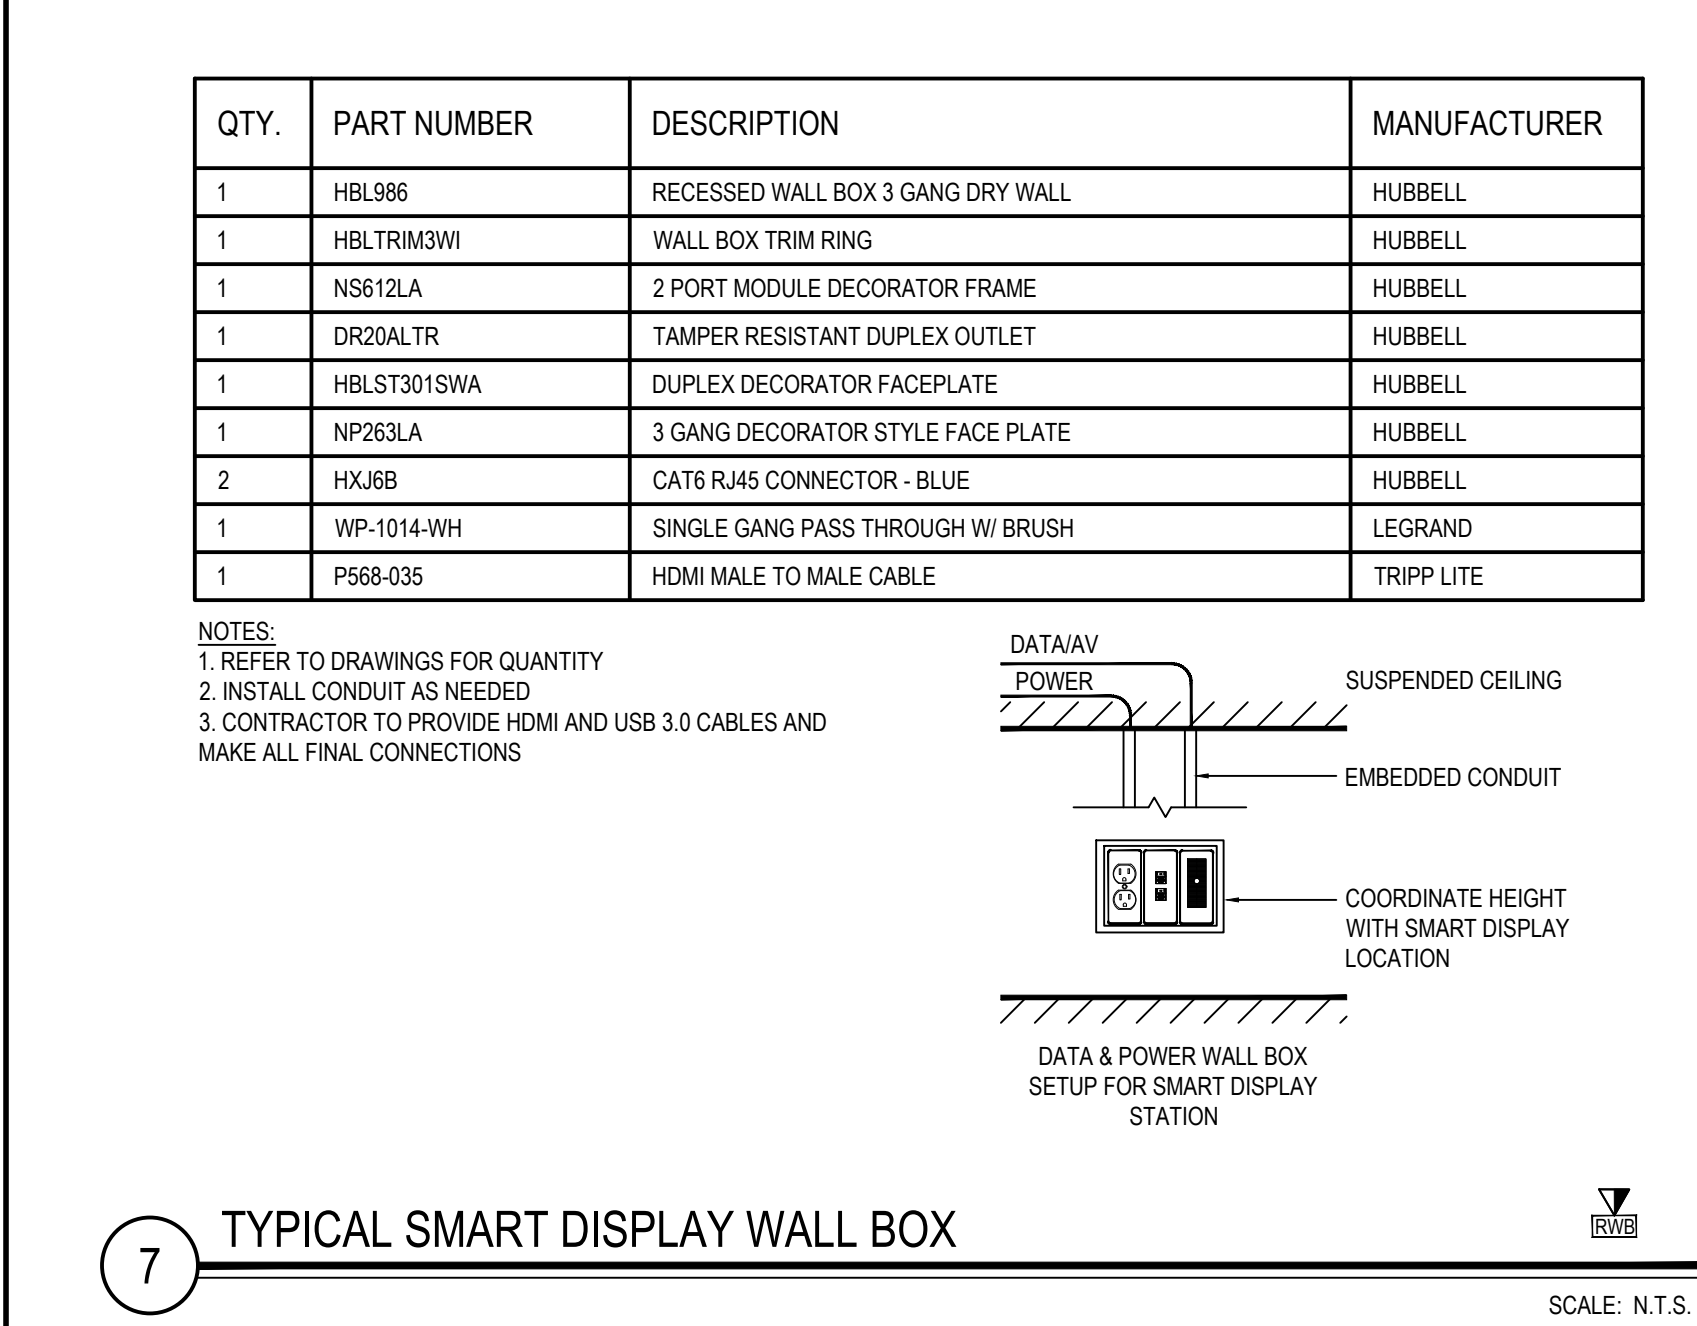 QTY. PART NUMBER DESCRIPTION MANUFACTURER
1 HBL986 RECESSED WALL BOX 3 GANG DRY WALL HUBBELL
1 HBLTRIM3WI WALL BOX TRIM RING HUBBELL
1 NS612LA 2 PORT MODULE DECORATOR FRAME HUBBELL
1 DR20ALTR TAMPER RESISTANT DUPLEX OUTLET HUBBELL
1 HBLST301SWA DUPLEX DECORATOR FACEPLATE HUBBELL
1 NP263LA 3 GANG DECORATOR STYLE FACE PLATE HUBBELL
2 HXJ6B CAT6 RJ45 CONNECTOR - BLUE HUBBELL
1 WP-1014-WH SINGLE GANG PASS THROUGH W/ BRUSH LEGRAND
1 P568-035 HDMI MALE TO MALE CABLE TRIPP LITE
NOTES:
1. REFER TO DRAWINGS FOR QUANTITY
2. INSTALL CONDUIT AS NEEDED
3. CONTRACTOR TO PROVIDE HDMI AND USB 3.0 CABLES AND
MAKE ALL FINAL CONNECTIONS
DATA/AV
POWER
SUSPENDED CEILING
EMBEDDED CONDUIT
COORDINATE HEIGHT
WITH SMART DISPLAY
LOCATION
DATA & POWER WALL BOX
SETUP FOR SMART DISPLAY
STATION
7
TYPICAL SMART DISPLAY WALL BOX
RWB
SCALE: N.T.S.